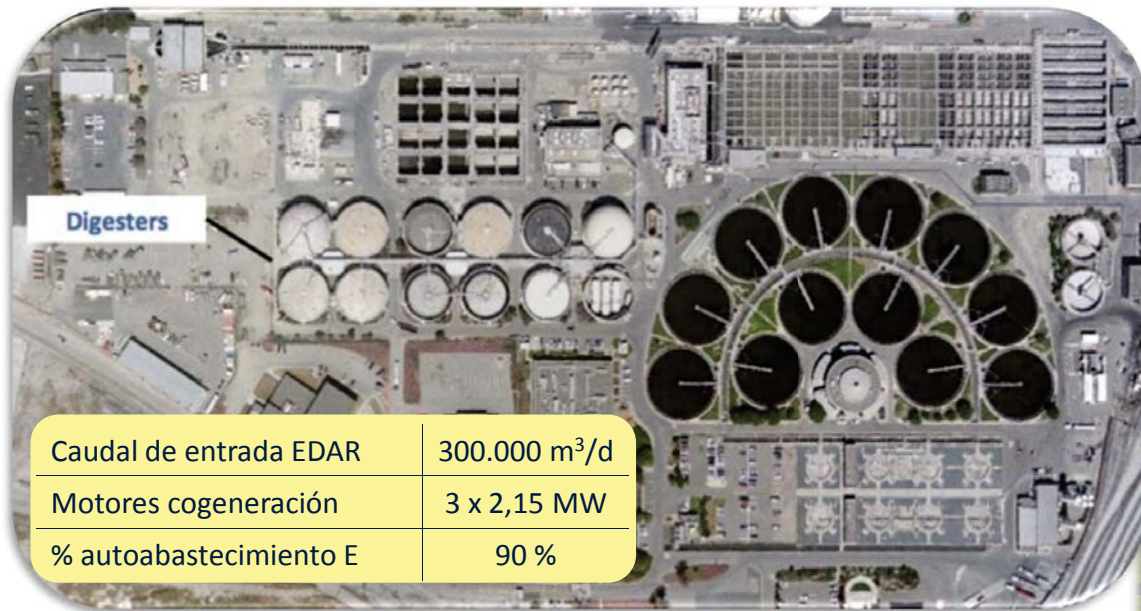 Digesters
Caudal de entrada EDAR 300.000 m³/d
Motores cogeneración 3 x 2,15 MW
% autoabastecimiento E 90 %